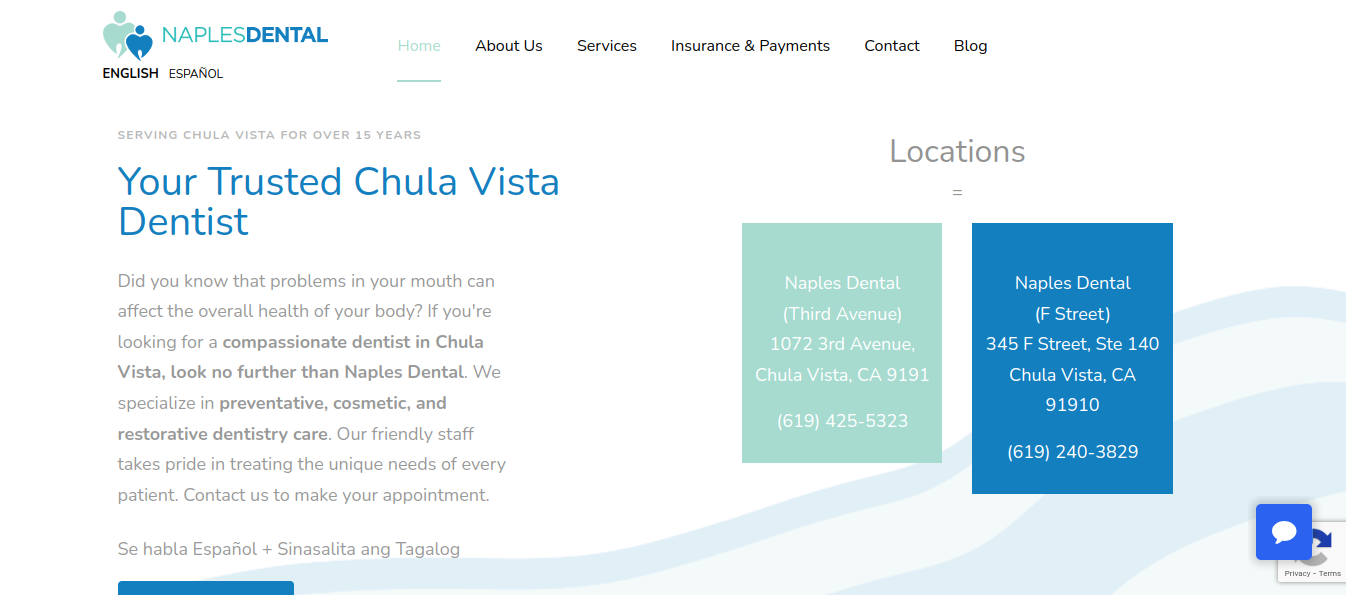 NAPLESDENTAL
ENGLISH ESPAÑOL
Home About Us Services Insurance & Payments Contact Blog
SERVING CHULA VISTA FOR OVER 15 YEARS
Your Trusted Chula Vista
Dentist
Did you know that problems in your mouth can
affect the overall health of your body? If you're
looking for a compassionate dentist in Chula
Vista, look no further than Naples Dental. We
specialize in preventative, cosmetic, and
restorative dentistry care. Our friendly staff
takes pride in treating the unique needs of every
patient. Contact us to make your appointment.
Se habla Español + Sinasalita ang Tagalog
Locations
=
Naples Dental
(Third Avenue)
1072 3rd Avenue,
Chula Vista, CA 9191
(619) 425-5323
Naples Dental
(F Street)
345 F Street, Ste 140
Chula Vista, CA
91910
(619) 240-3829
Privacy - Terms